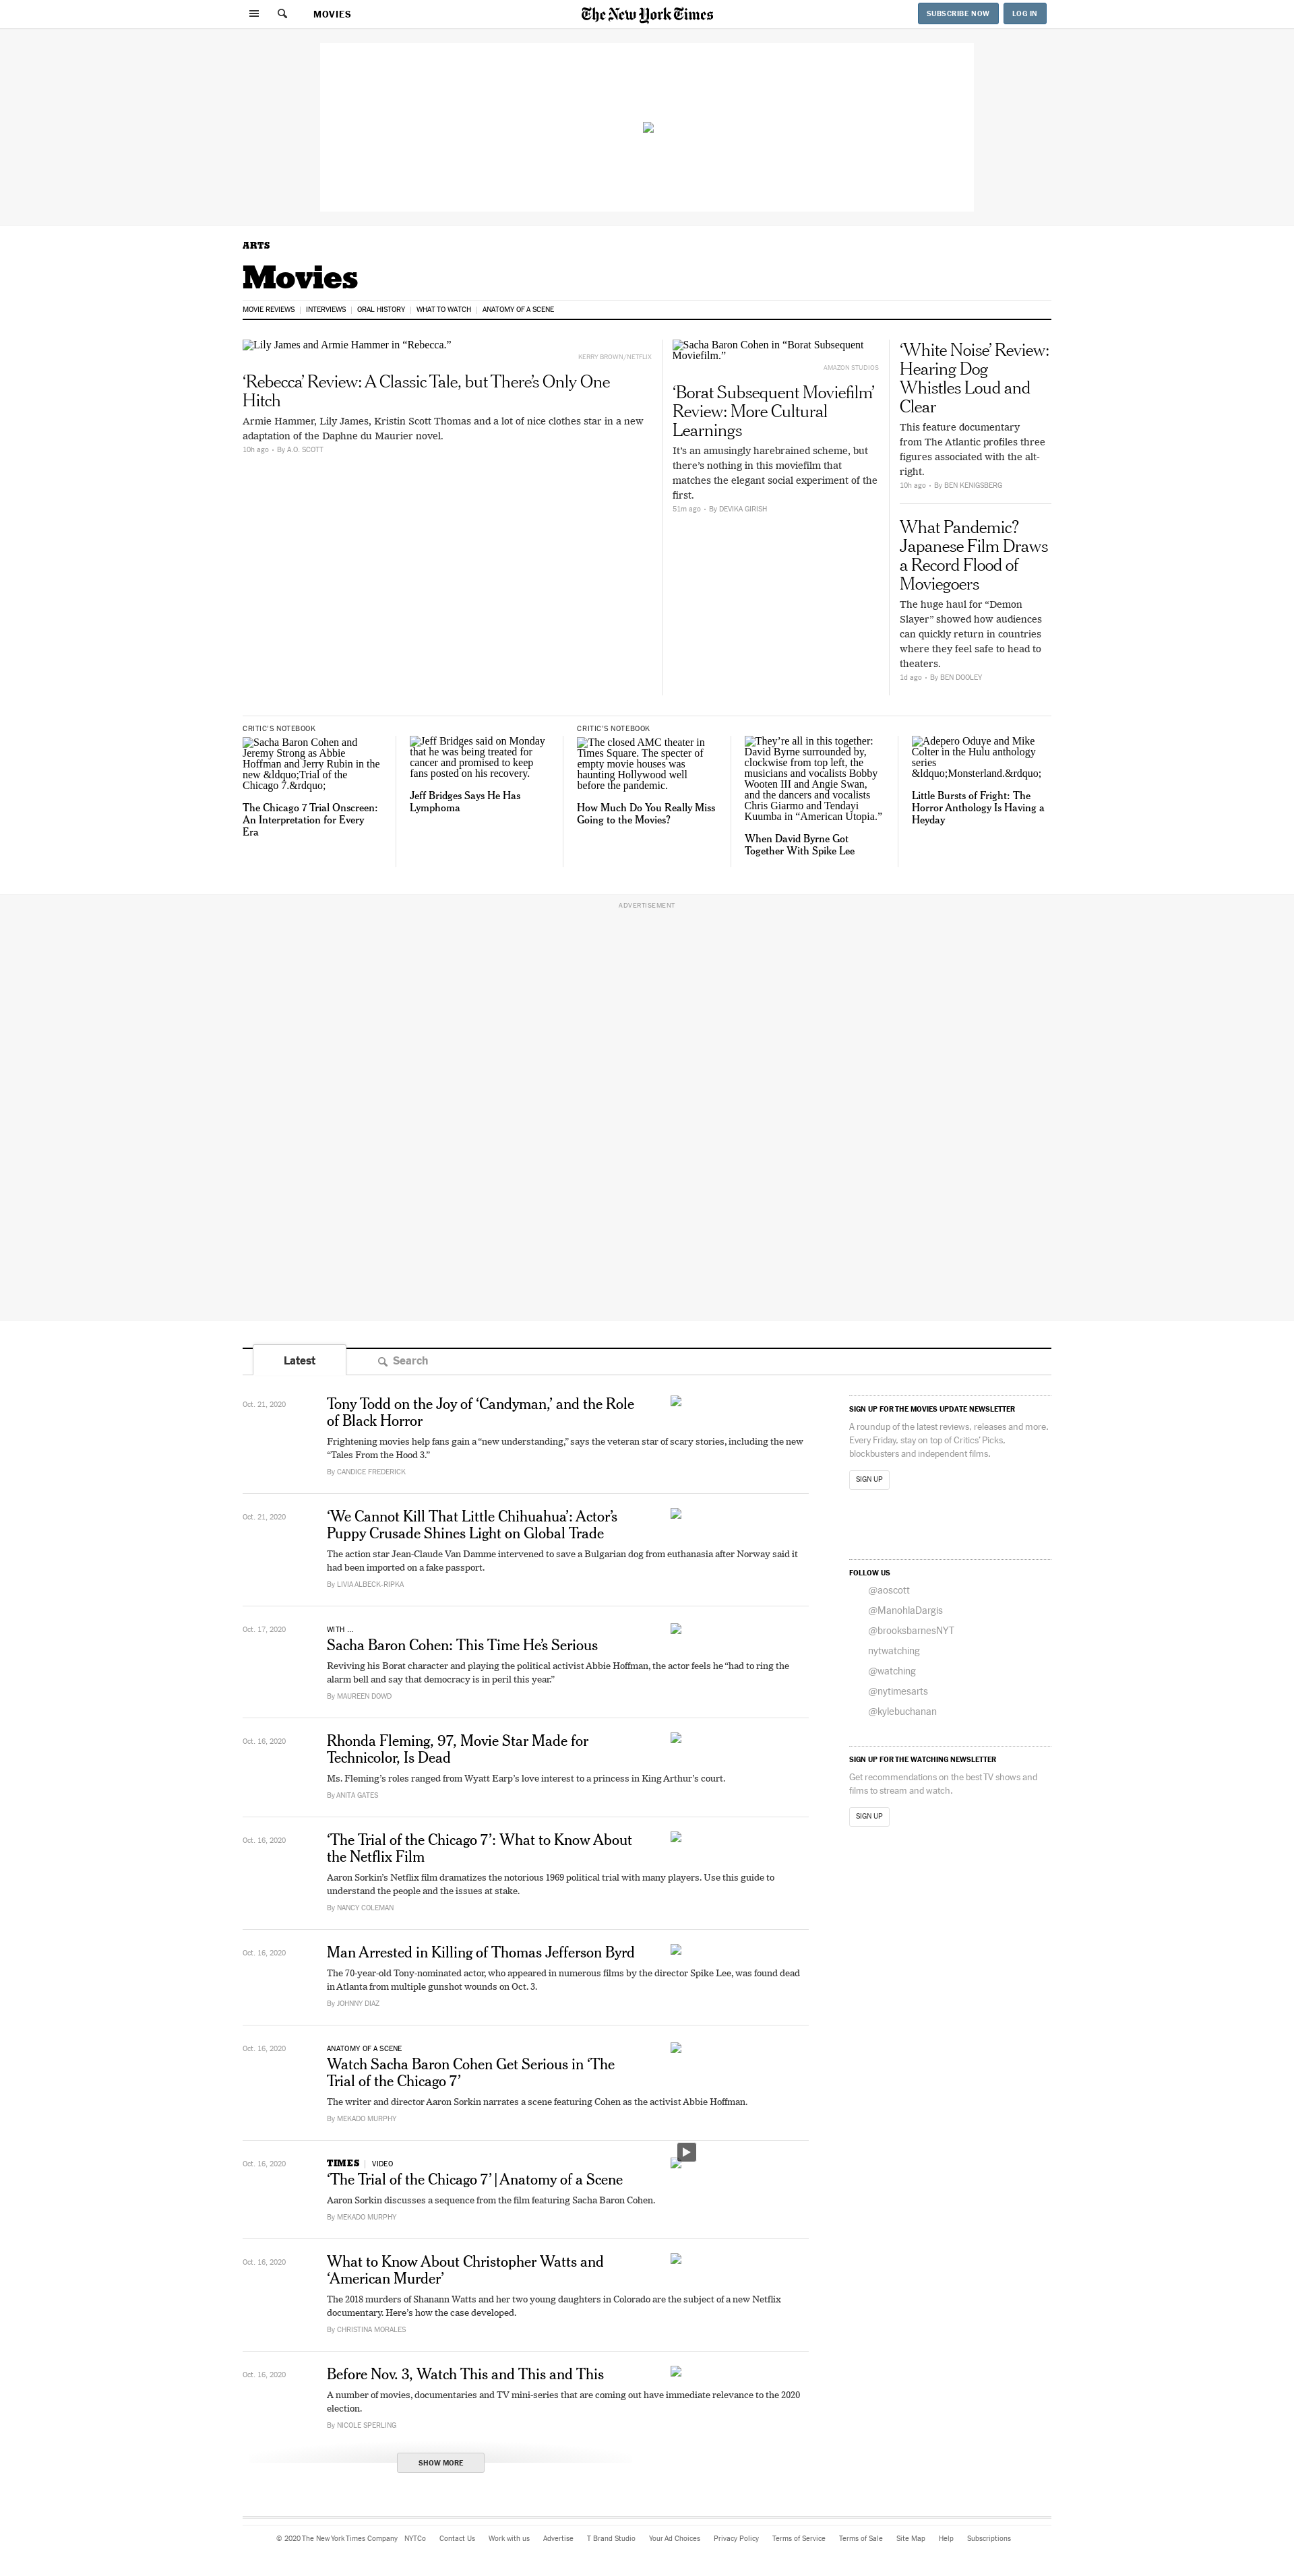 MOVIES
The New York Times
SUBSCRIBE NOW
LOG IN
ARTS
Movies
MOVIE REVIEWS | INTERVIEWS | ORAL HISTORY | WHAT TO WATCH | ANATOMY OF A SCENE
Lily James and Armie Hammer in “Rebecca.”
KERRY BROWN/NETFLIX
‘Rebecca’ Review: A Classic Tale, but There’s Only One
Hitch
Armie Hammer, Lily James, Kristin Scott Thomas and a lot of nice clothes star in a new
adaptation of the Daphne du Maurier novel.
10h ago - By A.O. SCOTT
Sacha Baron Cohen in “Borat Subsequent
Moviefilm.”
AMAZON STUDIOS
‘Borat Subsequent Moviefilm’
Review: More Cultural
Learnings
It’s an amusingly harebrained scheme, but
there’s nothing in this moviefilm that
matches the elegant social experiment of the
first.
51m ago - By DEVIKA GIRISH
‘White Noise’ Review:
Hearing Dog
Whistles Loud and
Clear
This feature documentary
from The Atlantic profiles three
figures associated with the alt-
right.
10h ago - By BEN KENIGSBERG
What Pandemic?
Japanese Film Draws
a Record Flood of
Moviegoers
The huge haul for “Demon
Slayer” showed how audiences
can quickly return in countries
where they feel safe to head to
theaters.
1d ago - By BEN DOOLEY
CRITIC’S NOTEBOOK
Sacha Baron Cohen and
Jeremy Strong as Abbie
Hoffman and Jerry Rubin in the
new &ldquo;Trial of the
Chicago 7.&rdquo;
The Chicago 7 Trial Onscreen:
An Interpretation for Every
Era
Jeff Bridges said on Monday
that he was being treated for
cancer and promised to keep
fans posted on his recovery.
Jeff Bridges Says He Has
Lymphoma
CRITIC’S NOTEBOOK
The closed AMC theater in
Times Square. The specter of
empty movie houses was
haunting Hollywood well
before the pandemic.
How Much Do You Really Miss
Going to the Movies?
They’re all in this together:
David Byrne surrounded by,
clockwise from top left, the
musicians and vocalists Bobby
Wooten III and Angie Swan,
and the dancers and vocalists
Chris Giarmo and Tendayi
Kuumba in “American Utopia.”
When David Byrne Got
Together With Spike Lee
Adepero Oduye and Mike
Colter in the Hulu anthology
series
&ldquo;Monsterland.&rdquo;
Little Bursts of Fright: The
Horror Anthology Is Having a
Heyday
ADVERTISEMENT
Latest
Search
Oct. 21, 2020
Tony Todd on the Joy of ‘Candyman,’ and the Role
of Black Horror
Frightening movies help fans gain a “new understanding,” says the veteran star of scary stories, including the new
“Tales From the Hood 3.”
By CANDICE FREDERICK
Oct. 21, 2020
‘We Cannot Kill That Little Chihuahua’: Actor’s
Puppy Crusade Shines Light on Global Trade
The action star Jean-Claude Van Damme intervened to save a Bulgarian dog from euthanasia after Norway said it
had been imported on a fake passport.
By LIVIA ALBECK-RIPKA
Oct. 17, 2020
WITH ...
Sacha Baron Cohen: This Time He’s Serious
Reviving his Borat character and playing the political activist Abbie Hoffman, the actor feels he “had to ring the
alarm bell and say that democracy is in peril this year.”
By MAUREEN DOWD
Oct. 16, 2020
Rhonda Fleming, 97, Movie Star Made for
Technicolor, Is Dead
Ms. Fleming’s roles ranged from Wyatt Earp’s love interest to a princess in King Arthur’s court.
By ANITA GATES
Oct. 16, 2020
‘The Trial of the Chicago 7’: What to Know About
the Netflix Film
Aaron Sorkin’s Netflix film dramatizes the notorious 1969 political trial with many players. Use this guide to
understand the people and the issues at stake.
By NANCY COLEMAN
Oct. 16, 2020
Man Arrested in Killing of Thomas Jefferson Byrd
The 70-year-old Tony-nominated actor, who appeared in numerous films by the director Spike Lee, was found dead
in Atlanta from multiple gunshot wounds on Oct. 3.
By JOHNNY DIAZ
Oct. 16, 2020
ANATOMY OF A SCENE
Watch Sacha Baron Cohen Get Serious in ‘The
Trial of the Chicago 7’
The writer and director Aaron Sorkin narrates a scene featuring Cohen as the activist Abbie Hoffman.
By MEKADO MURPHY
Oct. 16, 2020
TIMES | VIDEO
‘The Trial of the Chicago 7’ | Anatomy of a Scene
Aaron Sorkin discusses a sequence from the film featuring Sacha Baron Cohen.
By MEKADO MURPHY
Oct. 16, 2020
What to Know About Christopher Watts and
‘American Murder’
The 2018 murders of Shanann Watts and her two young daughters in Colorado are the subject of a new Netflix
documentary. Here’s how the case developed.
By CHRISTINA MORALES
Oct. 16, 2020
Before Nov. 3, Watch This and This and This
A number of movies, documentaries and TV mini-series that are coming out have immediate relevance to the 2020
election.
By NICOLE SPERLING
SHOW MORE
SIGN UP FOR THE MOVIES UPDATE NEWSLETTER
A roundup of the latest reviews, releases and more.
Every Friday, stay on top of Critics’ Picks,
blockbusters and independent films.
SIGN UP
FOLLOW US
@aoscott
@ManohlaDargis
@brooksbarnesNYT
nytwatching
@watching
@nytimesarts
@kylebuchanan
SIGN UP FOR THE WATCHING NEWSLETTER
Get recommendations on the best TV shows and
films to stream and watch.
SIGN UP
© 2020 The New York Times Company NYTCo Contact Us Work with us Advertise T Brand Studio Your Ad Choices Privacy Policy Terms of Service Terms of Sale Site Map Help Subscriptions